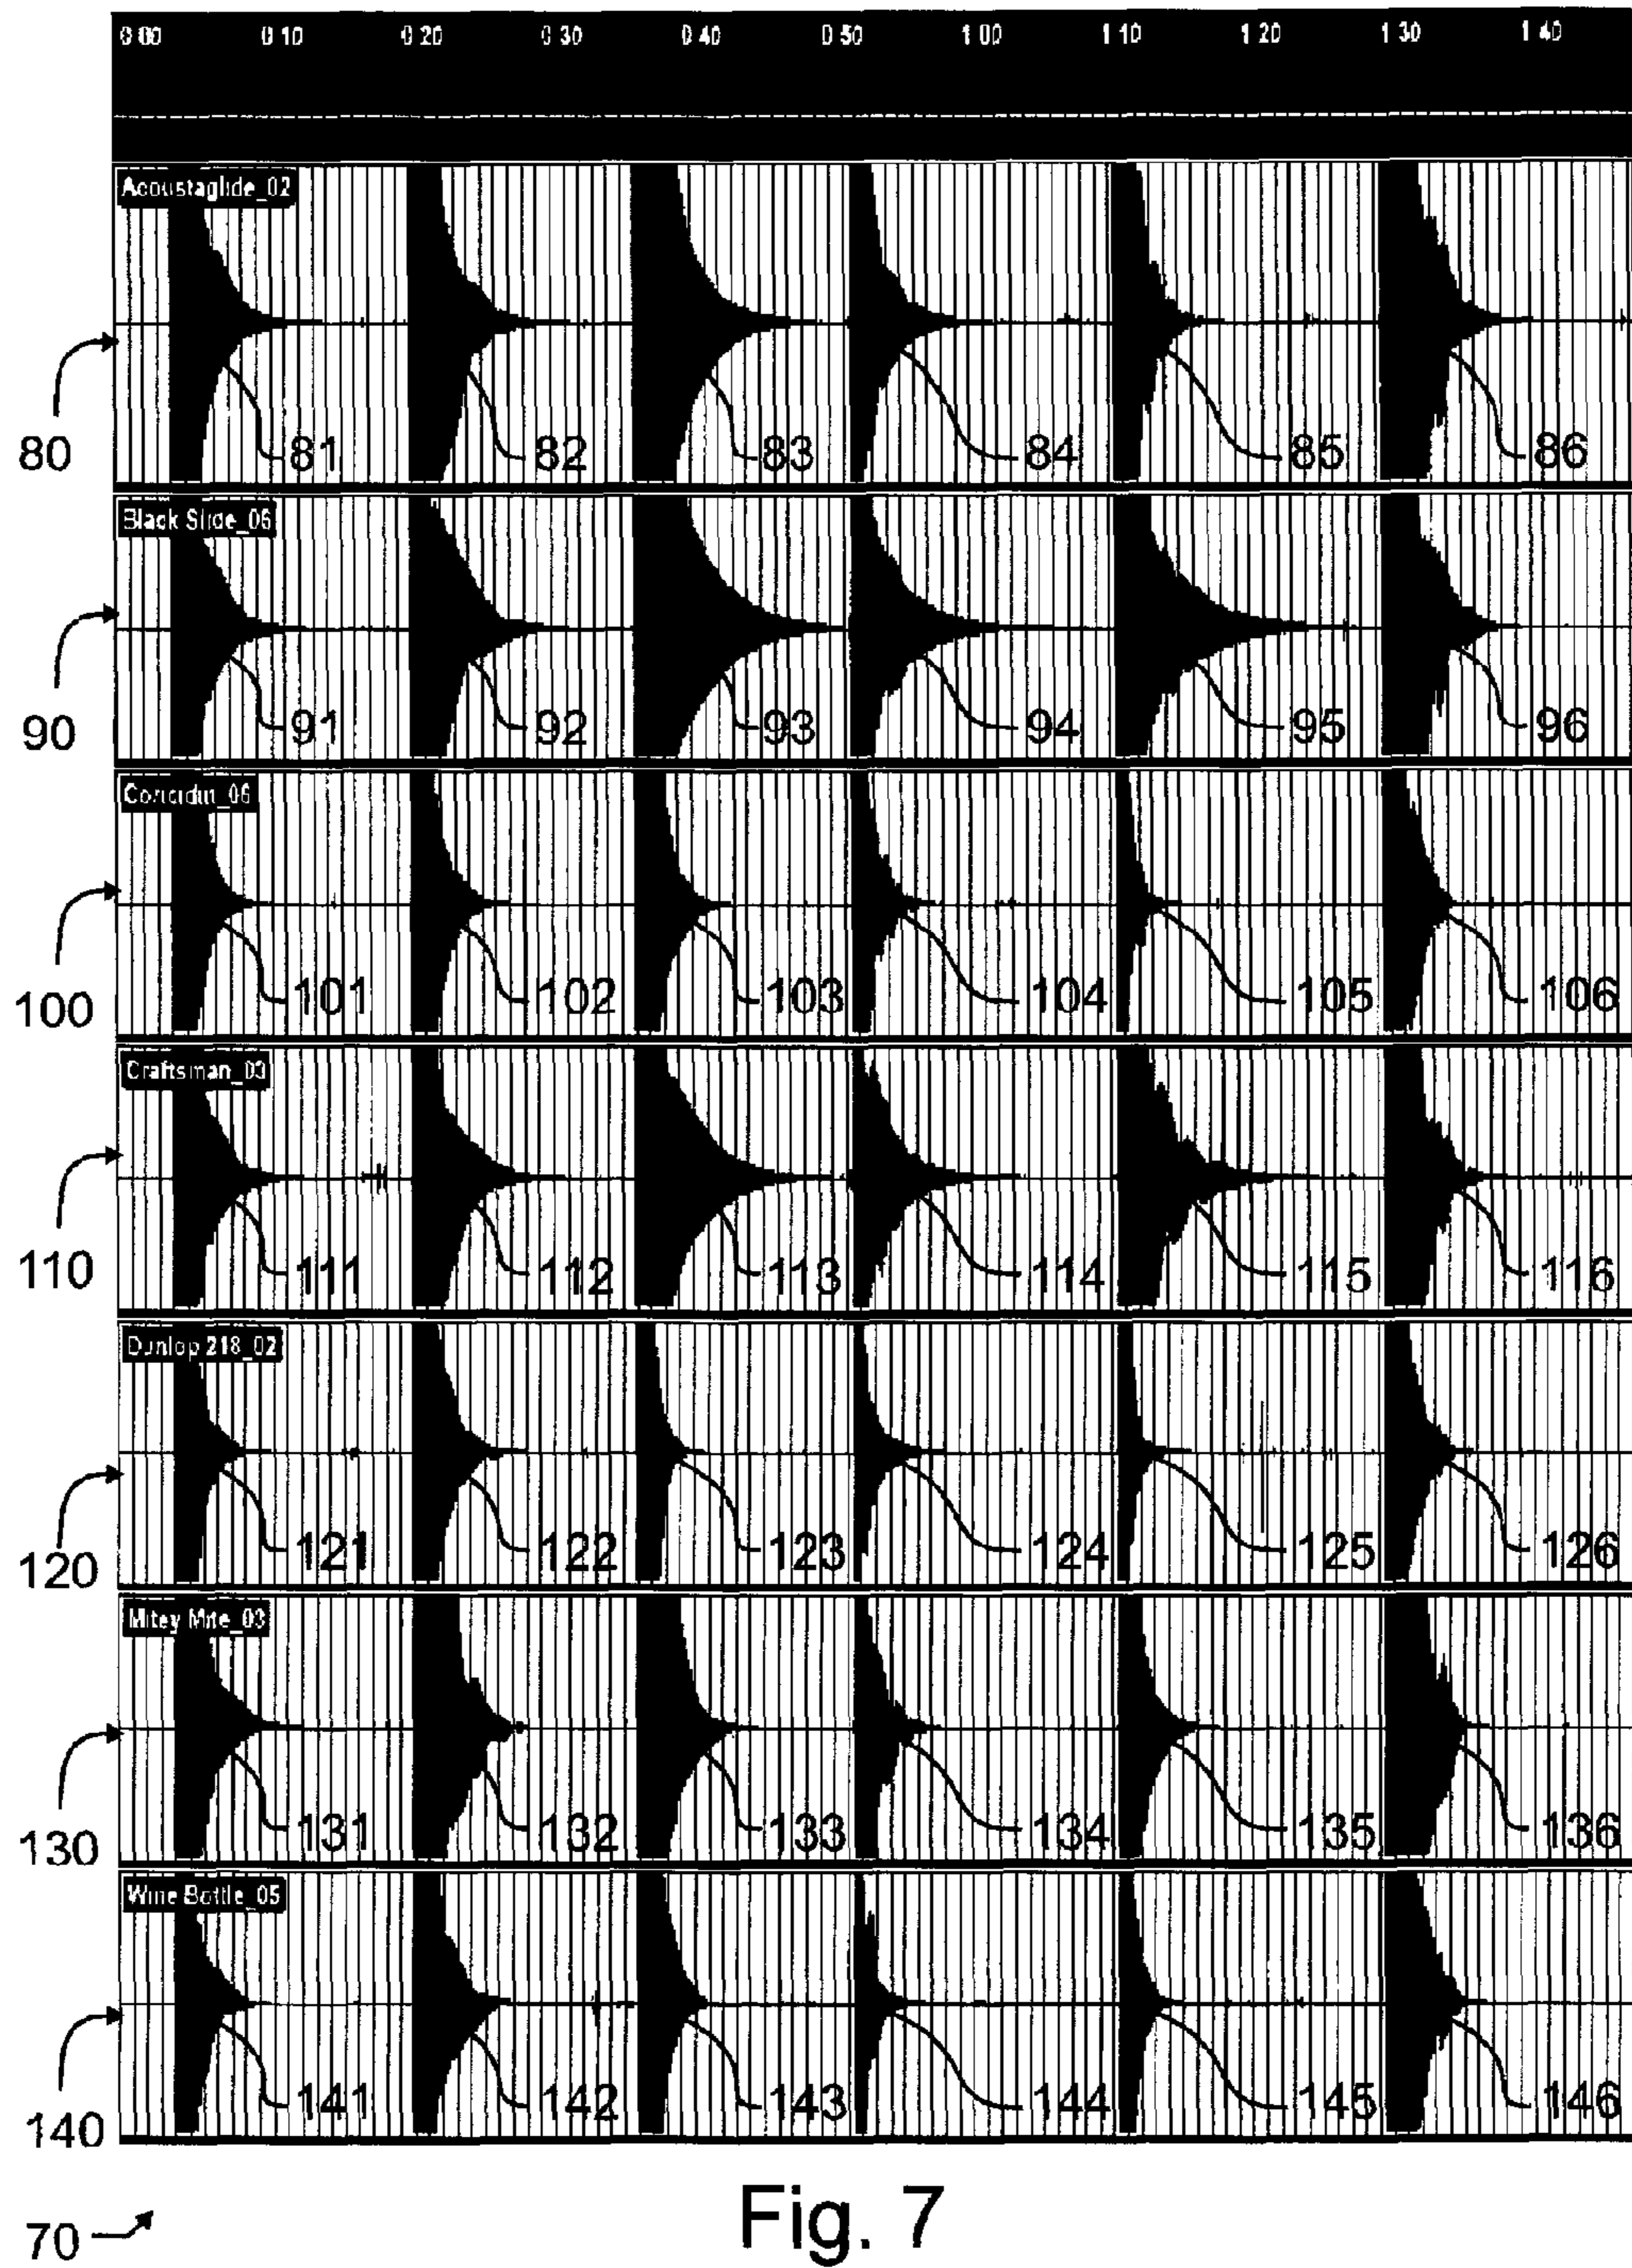 0 00 0 10 0 20 0 30 0 40 0 50 1 00 1 10 1 20 1 30 1 40
Acoustaglide_02
80 81 82 83 84 85 86
Black Slide_06
90 91 92 93 94 95 96
100 101 102 103 104 105 106
Craftsman_03
110 111 112 113 114 115 116
Dunlop 218_02
120 121 122 123 124 125 126
Mitey Mite_03
130 131 132 133 134 135 136
Wine Bottle_05
140 141 142 143 144 145 146
70
Fig. 7